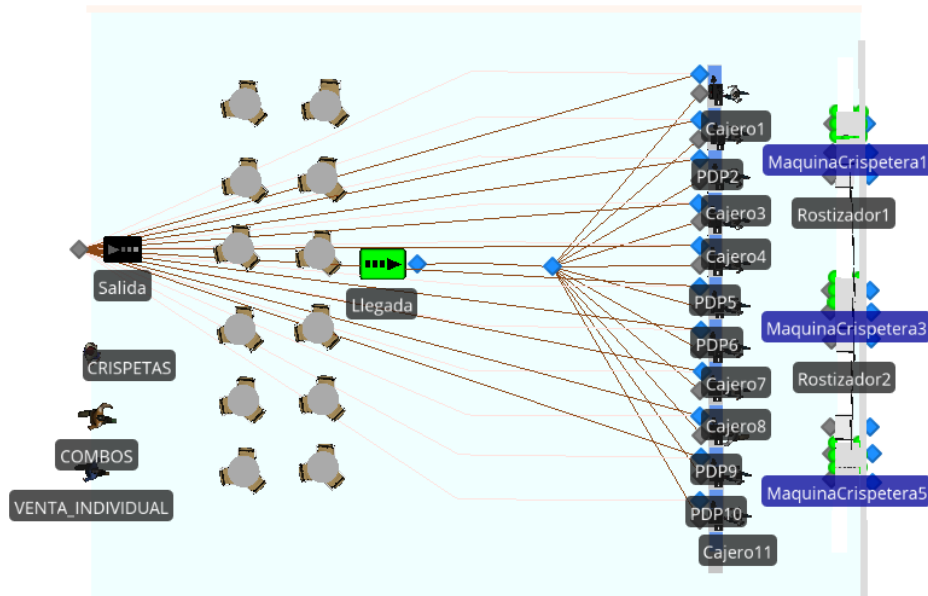 Cajero1
MaquinaCrispetera1
PDP2
Cajero3
Rostizador1
Cajero4
Salida
Llegada
PDP5
MaquinaCrispetera3
PDP6
CRISPETAS
Cajero7
Rostizador2
Cajero8
COMBOS
PDP9
MaquinaCrispetera5
VENTA_INDIVIDUAL
PDP10
Cajero11